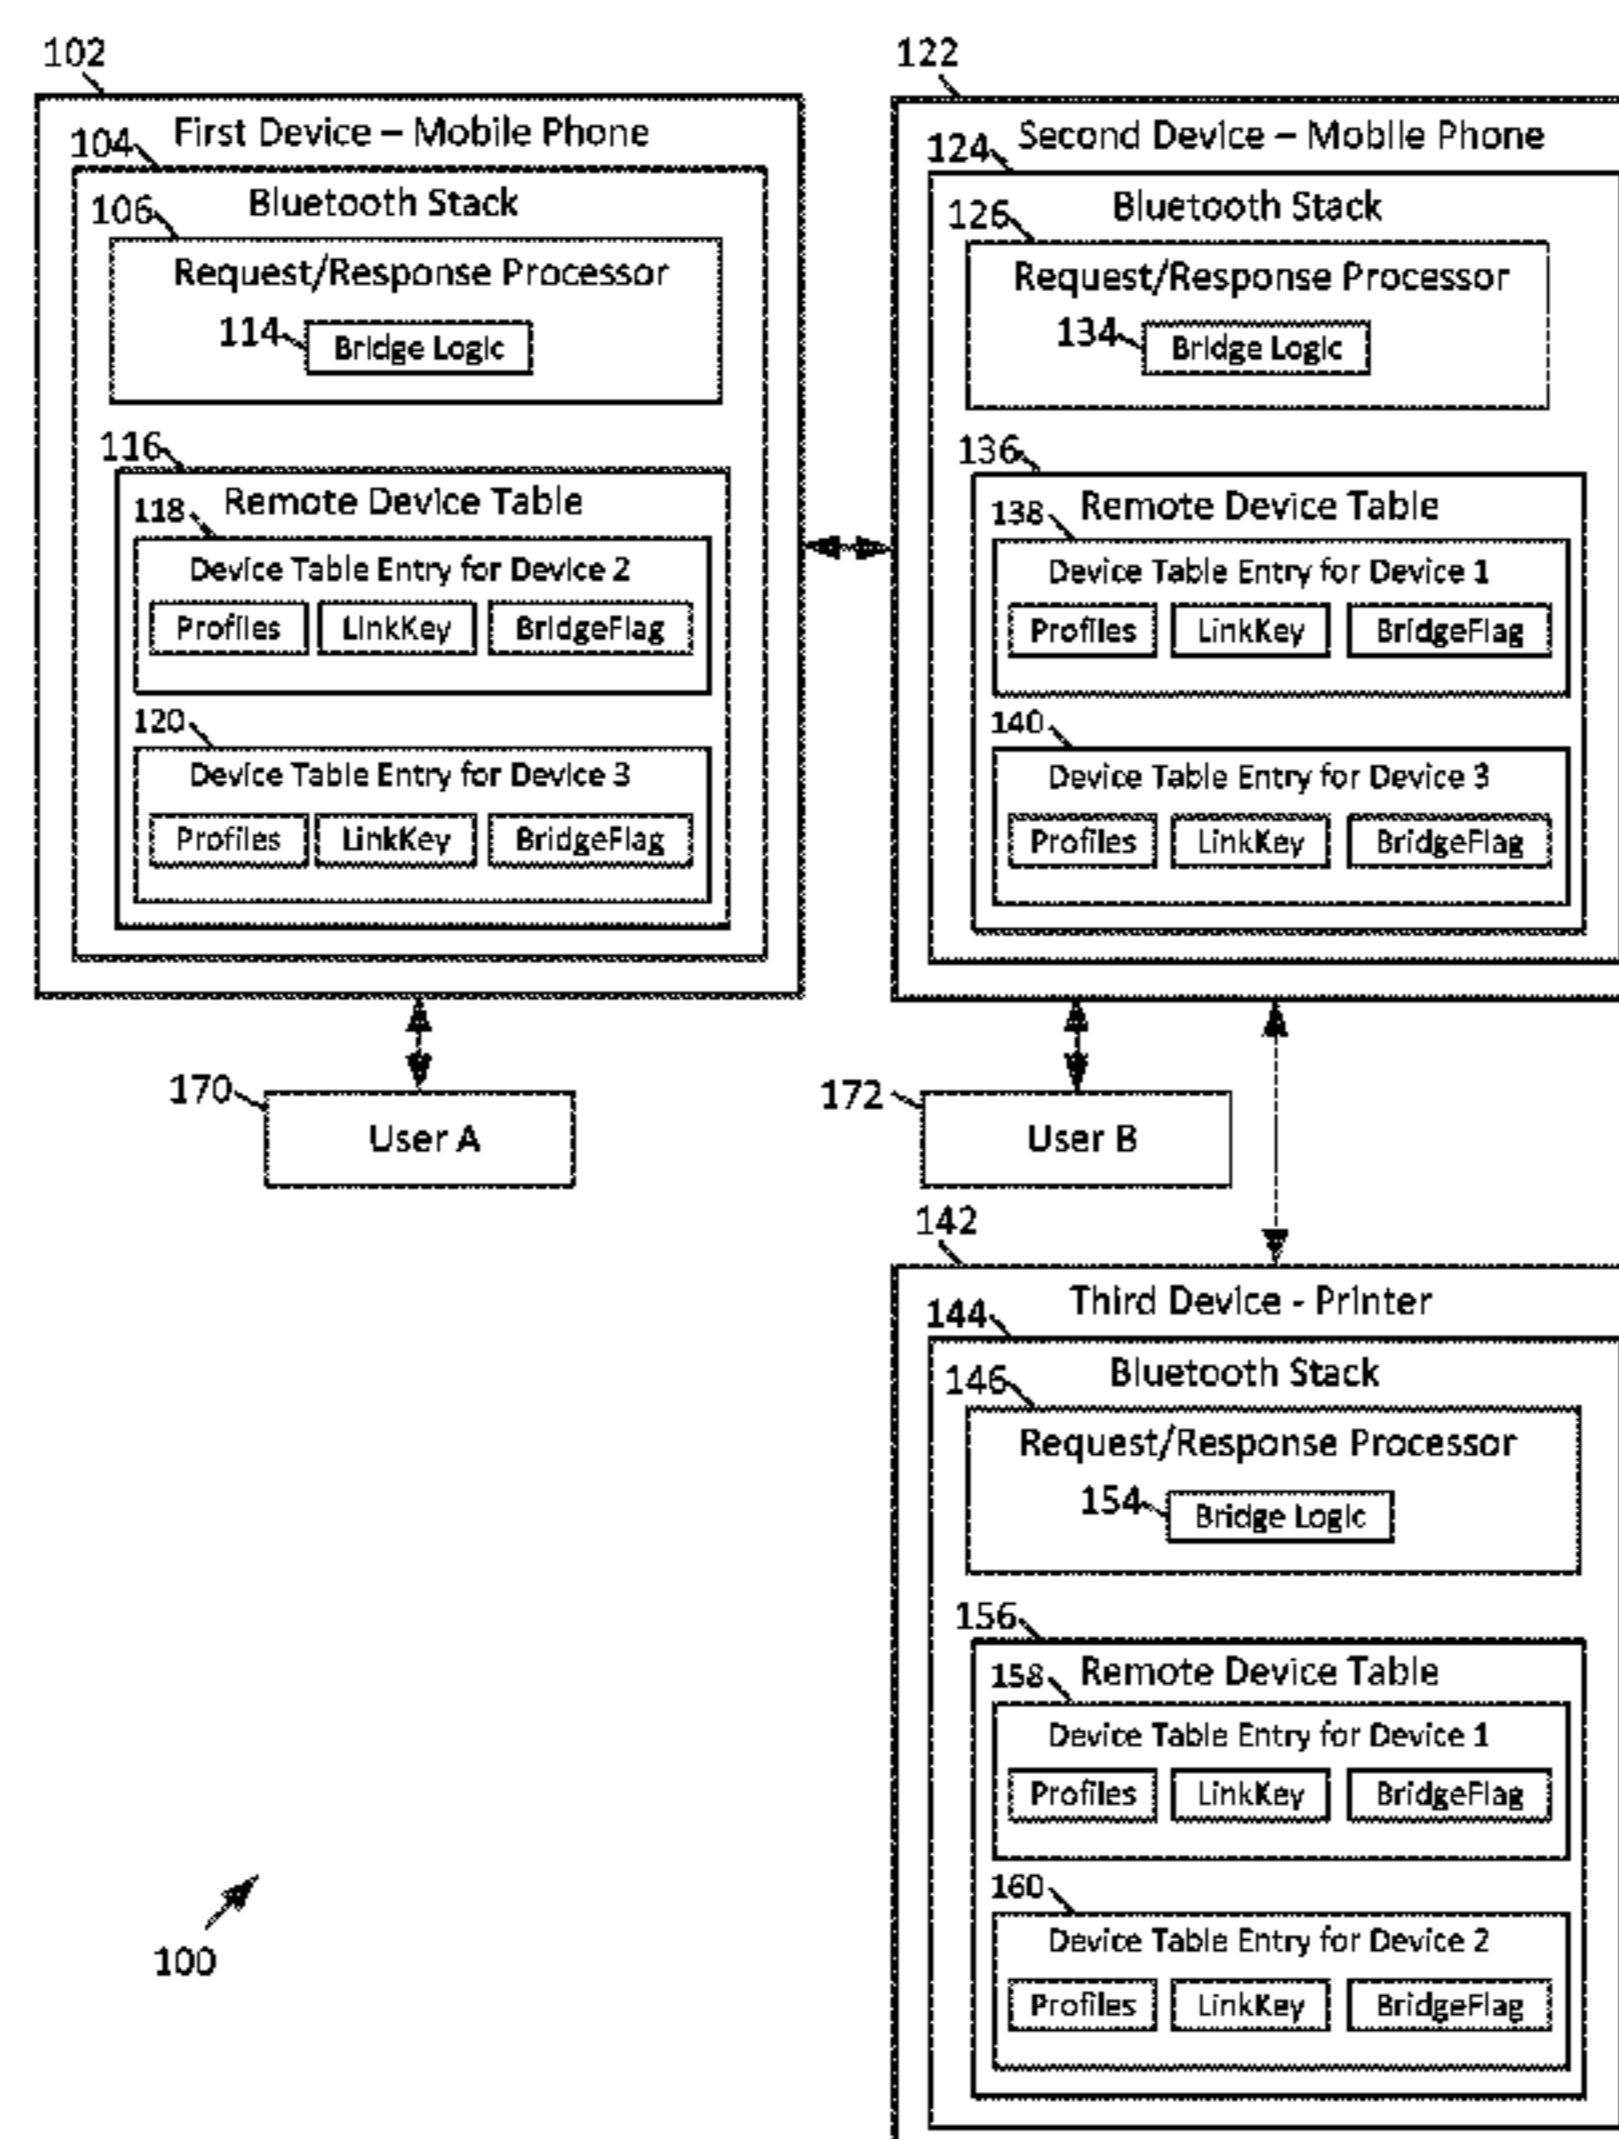 102
First Device – Mobile Phone
104
Bluetooth Stack
106
Request/Response Processor
114
Bridge Logic
116
Remote Device Table
118
Device Table Entry for Device 2
Profiles LinkKey BridgeFlag
120
Device Table Entry for Device 3
Profiles LinkKey BridgeFlag
170
User A
122
Second Device – Mobile Phone
124
Bluetooth Stack
126
Request/Response Processor
134
Bridge Logic
136
Remote Device Table
138
Device Table Entry for Device 1
Profiles LinkKey BridgeFlag
140
Device Table Entry for Device 3
Profiles LinkKey BridgeFlag
172
User B
142
Third Device - Printer
144
Bluetooth Stack
146
Request/Response Processor
154
Bridge Logic
156
Remote Device Table
158
Device Table Entry for Device 1
Profiles LinkKey BridgeFlag
160
Device Table Entry for Device 2
Profiles LinkKey BridgeFlag
100